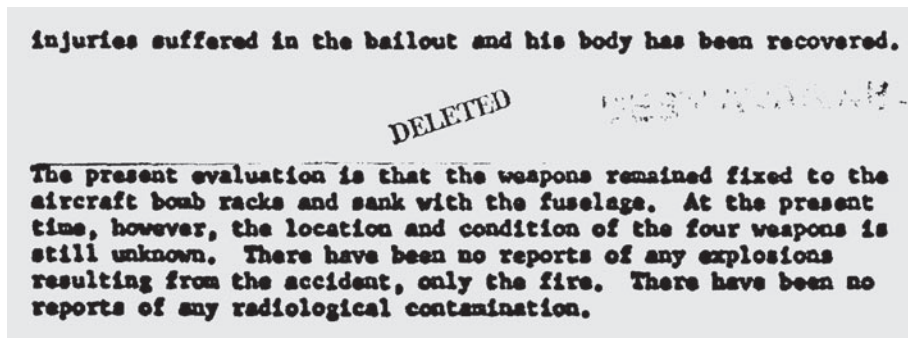 injuries suffered in the bailout and his body has been recovered.
DELETED
The present evaluation is that the weapons remained fixed to the
aircraft bomb racks and sank with the fuselage. At the present
time, however, the location and condition of the four weapons is
still unknown. There have been no reports of any explosions
resulting from the accident, only the fire. There have been no
reports of any radiological contamination.